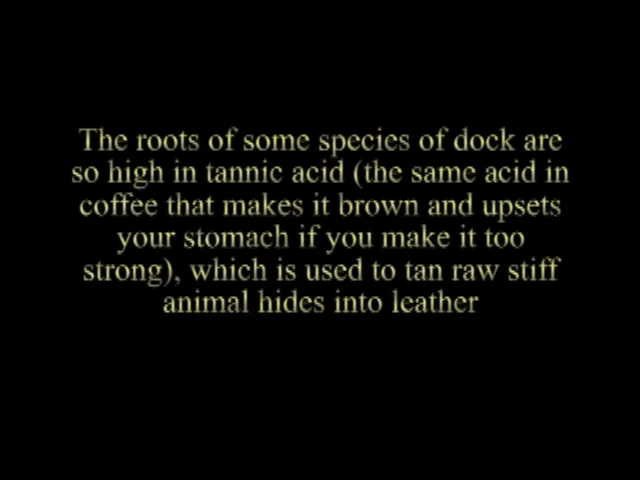 The roots of some species of dock are
so high in tannic acid (the same acid in
coffee that makes it brown and upsets
your stomach if you make it too
strong), which is used to tan raw stiff
animal hides into leather